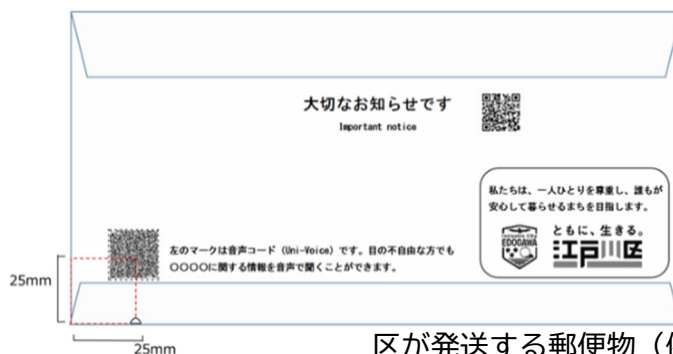 大切なお知らせです
Important notice
私たちは、一人ひとりを尊重し、誰もが
安心して暮らせるまちを目指します。
EDOGAWA
ともに、生きる。
江戸川区
左のマークは音声コード（Uni-Voice）です。目の不自由な方でも
〇〇〇〇に関する情報を音声で聞くことができます。
25mm
25mm
区が発送する郵便物（